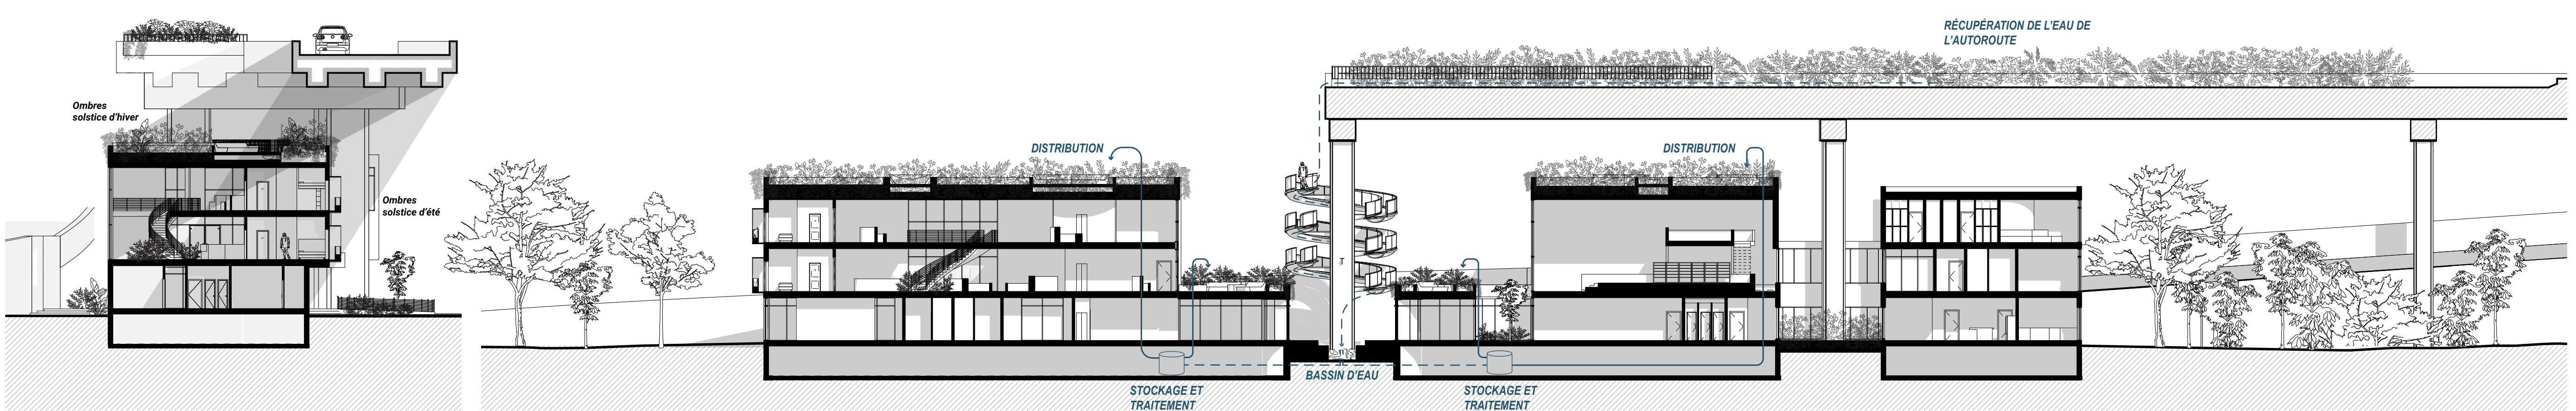 Ombres
solstice d'hiver
Ombres
solstice d'été
RÉCUPÉRATION DE L'EAU DE
L'AUTOROUTE
DISTRIBUTION
DISTRIBUTION
BASSIN D'EAU
STOCKAGE ET
TRAITEMENT
STOCKAGE ET
TRAITEMENT